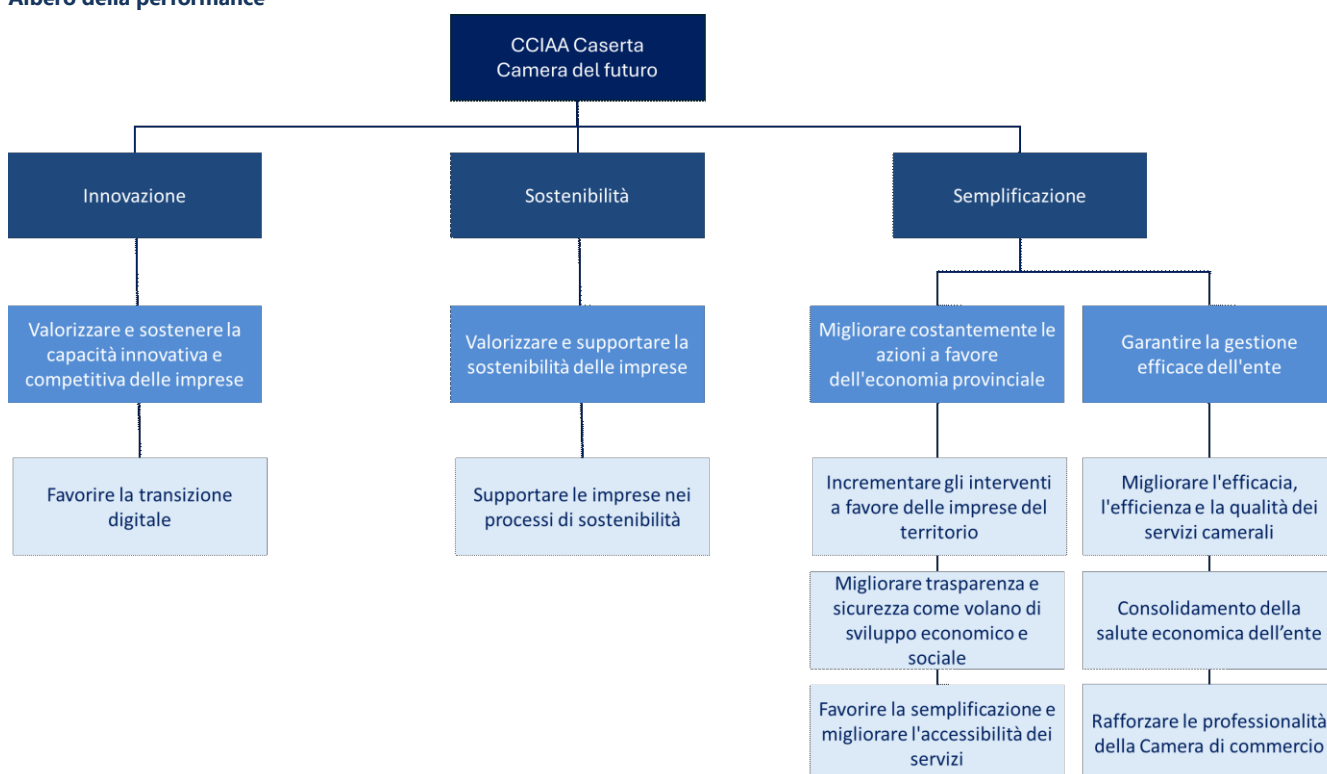 Albero della performance
CCIAA Caserta
Camera del futuro
Innovazione
Sostenibilità
Semplificazione
Valorizzare e sostenere la
capacità innovativa e
competitiva delle imprese
Valorizzare e supportare la
sostenibilità delle imprese
Migliorare costantemente le
azioni a favore
dell'economia provinciale
Garantire la gestione
efficace dell'ente
Favorire la transizione
digitale
Supportare le imprese nei
processi di sostenibilità
Incrementare gli interventi
a favore delle imprese del
territorio
Migliorare l'efficacia,
l'efficienza e la qualità dei
servizi camerali
Migliorare trasparenza e
sicurezza come volano di
sviluppo economico e
sociale
Consolidamento della
salute economica dell’ente
Favorire la semplificazione e
migliorare l'accessibilità dei
servizi
Rafforzare le professionalità
della Camera di commercio